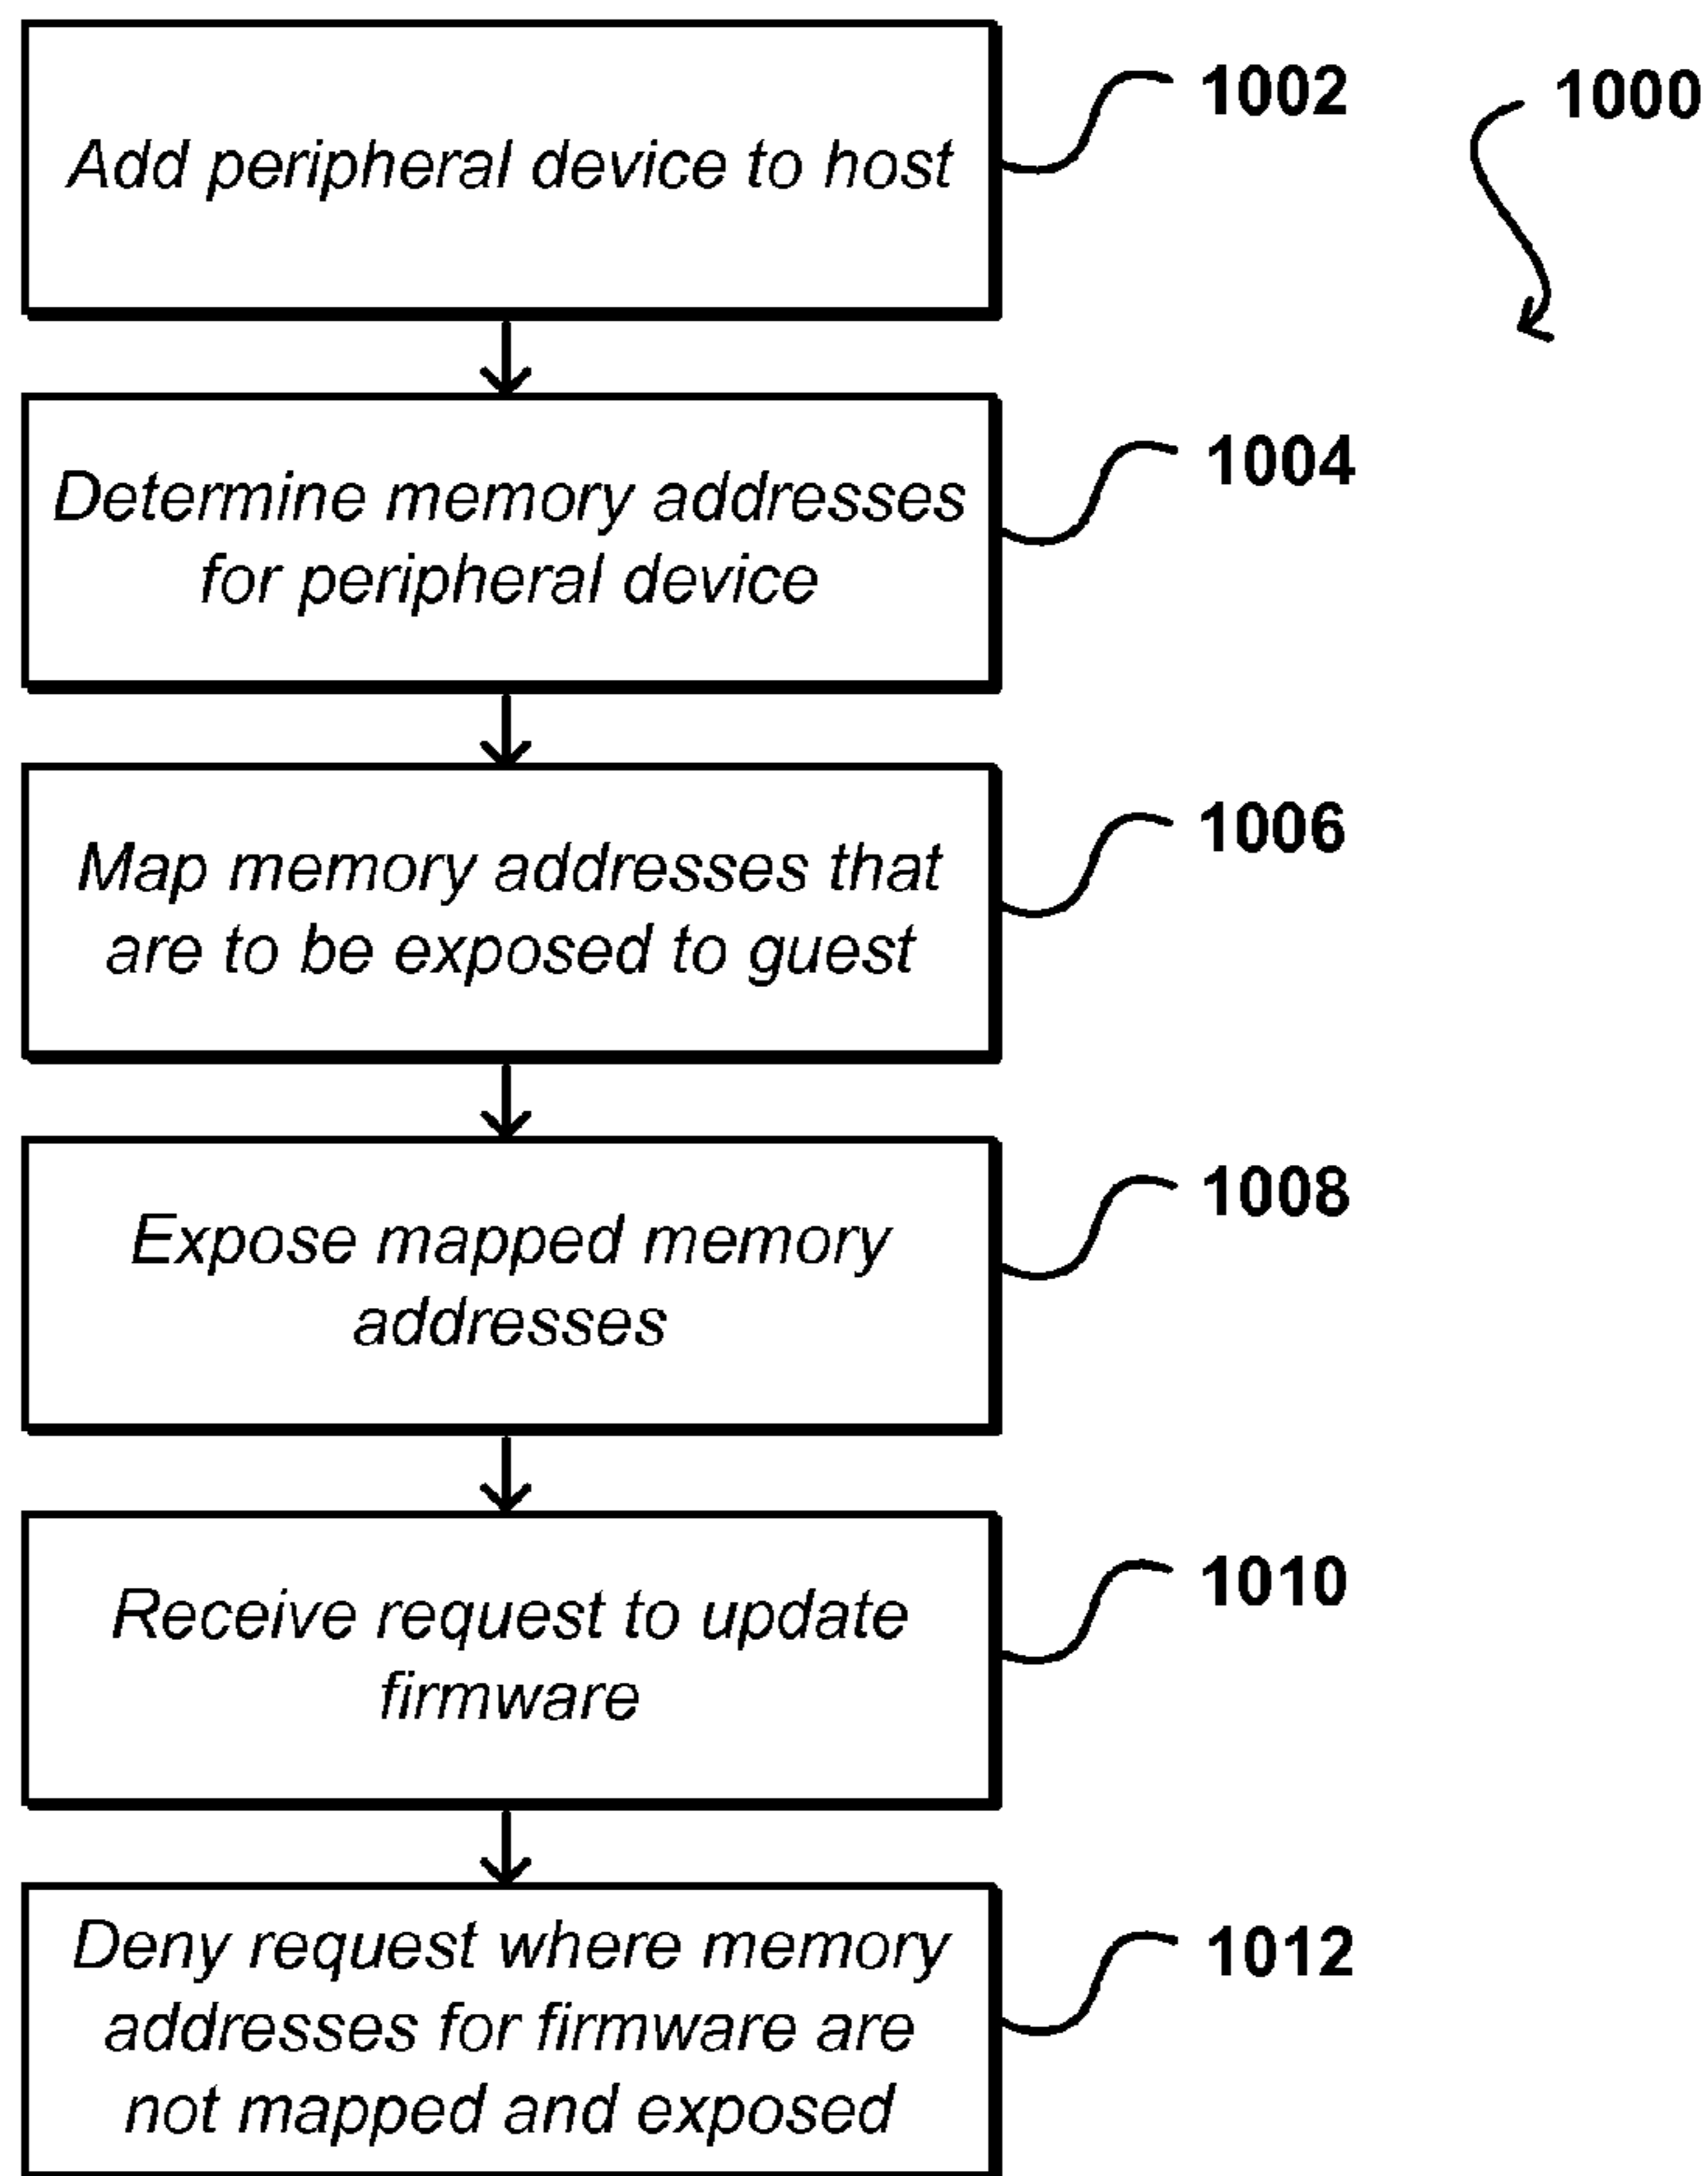 Add peripheral device to host
1002
1000
Determine memory addresses
for peripheral device
1004
Map memory addresses that
are to be exposed to guest
1006
Expose mapped memory
addresses
1008
Receive request to update
firmware
1010
Deny request where memory
addresses for firmware are
not mapped and exposed
1012